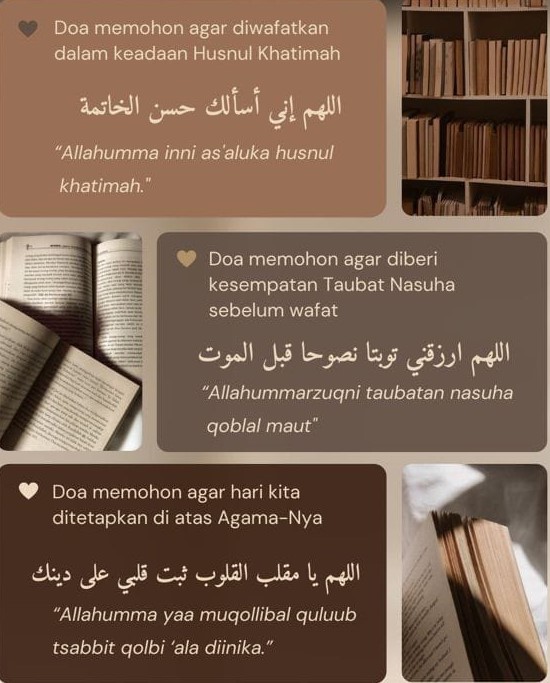 Doa memohon agar diwafatkan
dalam keadaan Husnul Khatimah
اللهم إني أسألك حسن الخاتمة
“Allahumma inni as'aluka husnul
khatimah."
Doa memohon agar diberi
kesempatan Taubat Nasuha
sebelum wafat
اللهم ارزقني توبتا نصوحا قبل الموت
“Allahummarzuqni taubatan nasuha
qoblal maut"
Doa memohon agar hari kita
ditetapkan di atas Agama-Nya
اللهم يا مقلب القلوب ثبت قلبي على دينك
“Allahumma yaa muqollibal quluub
tsabbit qolbi ‘ala diinika.”